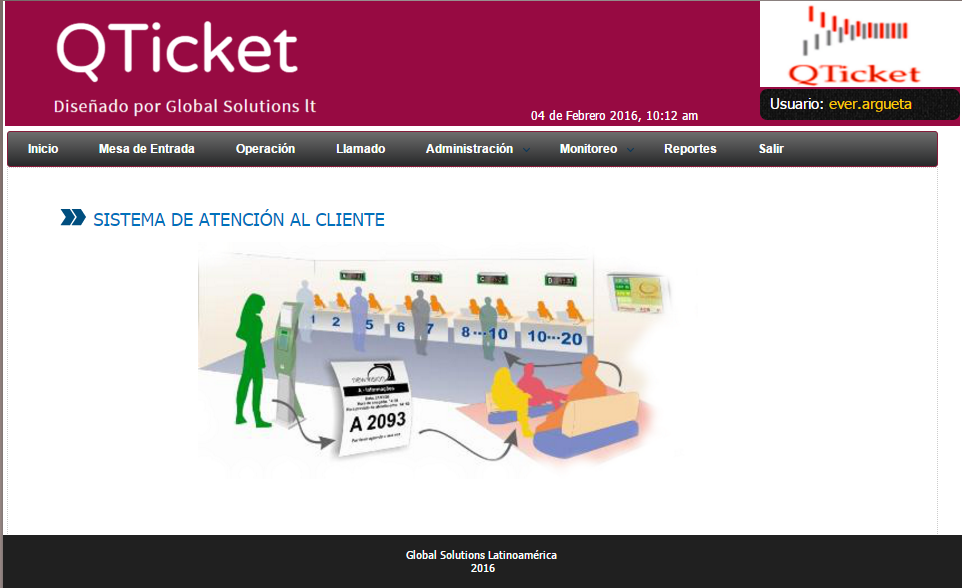 QTicket
Diseñado por Global Solutions lt
04 de Febrero 2016, 10:12 am
QTicket
Usuario: ever.argueta
Inicio Mesa de Entrada Operación Llamado Administración Monitoreo Reportes Salir
SISTEMA DE ATENCIÓN AL CLIENTE
A B C D
1 2 5 6 7 8···10 10···20
A - Informações
A 2093
Global Solutions Latinoamérica
2016